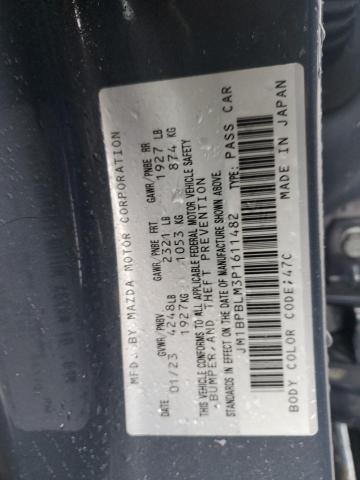 MFD. BY MAZDA MOTOR CORPORATION
GVWR/PNBV GAWR/PNBE FRT GAWR/PNBE RR
DATE 4248LB 2321 LB 1927 LB
01/23 1927KG 1053 KG 874 KG
THIS VEHICLE CONFORMS TO ALL APPLICABLE FEDERAL MOTOR VEHICLE SAFETY
,BUMPER,AND THEFT PREVENTION
STANDARDS IN EFFECT ON THE DATE OF MANUFACTURE SHOWN ABOVE.
JM1BPBLM3P1611482 TYPE: PASS CAR
BODY COLOR CODE;47C MADE IN JAPAN